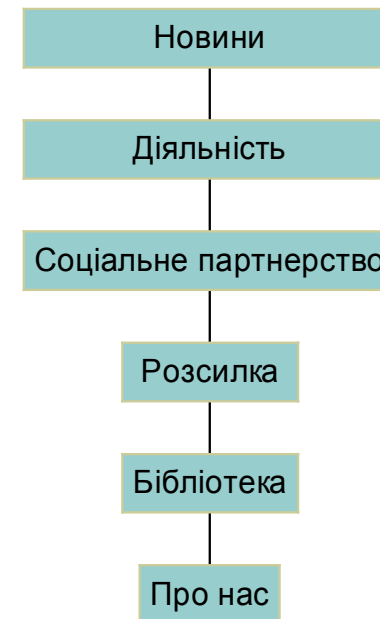 Новини
Діяльність
Соціальне партнерство
Розсилка
Бібліотека
Про нас